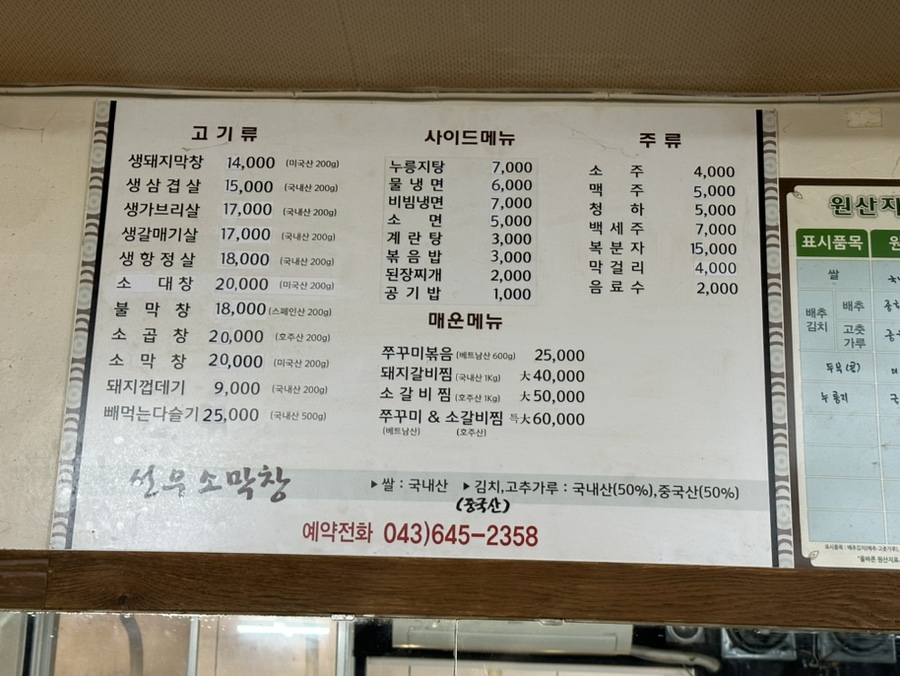 고기류
생돼지막창 14,000 (미국산 200g)
생삼겹살 15,000 (국내산 200g)
생가브리살 17,000 (국내산 200g)
생갈매기살 17,000 (국내산 200g)
생항정살 18,000 (국내산 200g)
소대창 20,000 (미국산 200g)
불막창 18,000 (스페인산 200g)
소곱창 20,000 (호주산 200g)
소막창 20,000 (미국산 200g)
돼지껍데기 9,000 (국내산 200g)
빼먹는다슬기 25,000 (국내산 500g)
사이드메뉴
누룽지탕 7,000
물냉면 6,000
비빔냉면 7,000
소면 5,000
계란탕 3,000
볶음밥 3,000
된장찌개 2,000
공기밥 1,000
매운메뉴
쭈꾸미볶음 (베트남산 600g) 25,000
돼지갈비찜 (국내산 1Kg) 大 40,000
소갈비찜 (호주산 1Kg) 大 50,000
쭈꾸미 & 소갈비찜 특大 60,000
(베트남산) (호주산)
주류
소주 4,000
맥주 5,000
청하 5,000
백세주 7,000
복분자 15,000
막걸리 4,000
음료수 2,000
선우소막창
▶쌀 : 국내산 ▶김치,고추가루 : 국내산(50%),중국산(50%)
(중국산)
예약전화 043)645-2358
원산지
표시품목
쌀
배추김치
배추
고춧가루
누룽지